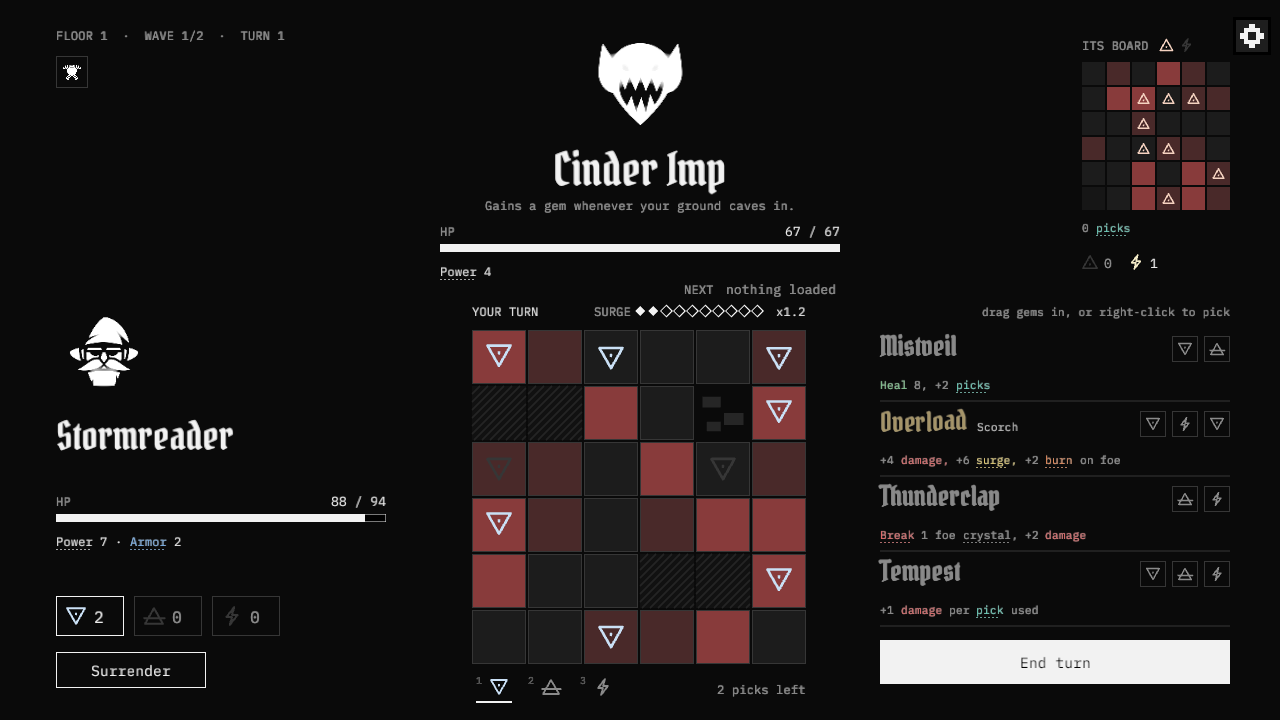 FLOOR 1 · WAVE 1/2 · TURN 1
ITS BOARD
Cinder Imp
Gains a gem whenever your ground caves in.
HP 67 / 67
Power 4
NEXT nothing loaded
0 picks
0 1
YOUR TURN SURGE x1.2
drag gems in, or right-click to pick
Stormreader
HP 88 / 94
Power 7 · Armor 2
2 0 0
Surrender
1 2 3 2 picks left
Mistveil
Heal 8, +2 picks
Overload Scorch
+4 damage, +6 surge, +2 burn on foe
Thunderclap
Break 1 foe crystal, +2 damage
Tempest
+1 damage per pick used
End turn